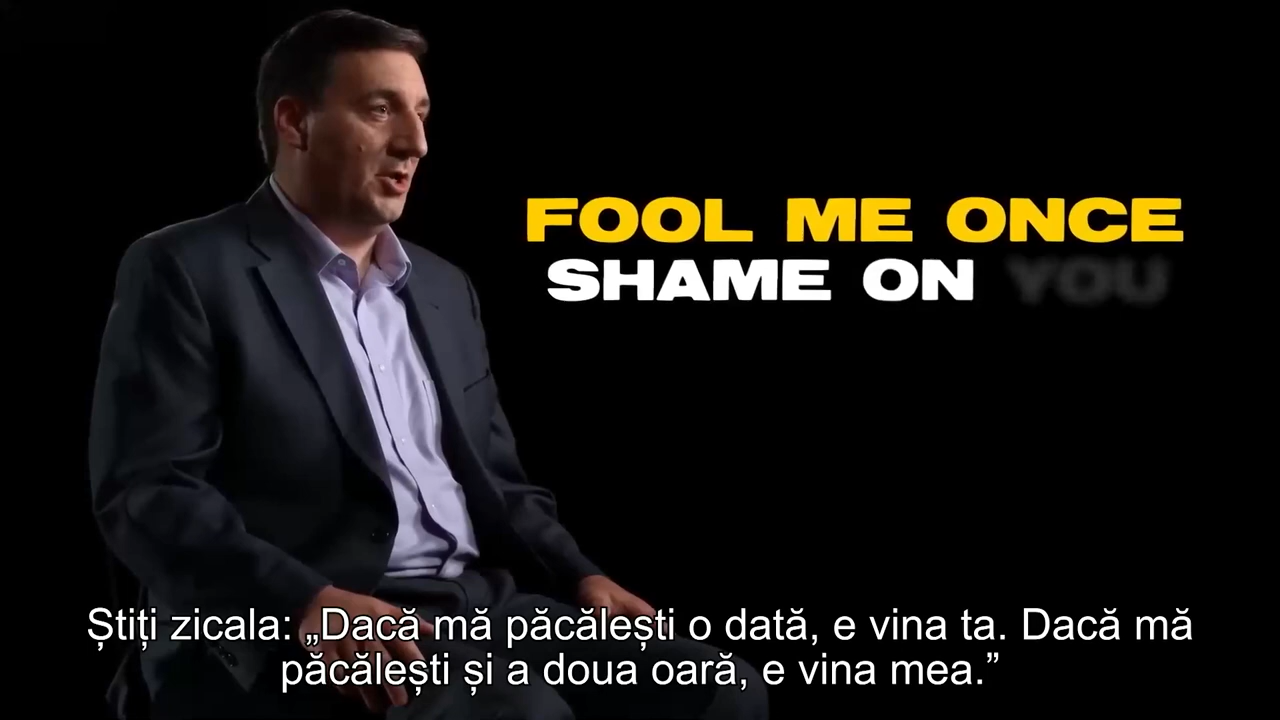 FOOL ME ONCE
SHAME ON YOU
Știți zicala: „Dacă mă păcălești o dată, e vina ta. Dacă mă
păcălești și a doua oară, e vina mea.”